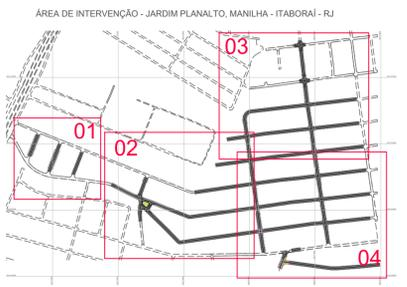 ÁREA DE INTERVENÇÃO - JARDIM PLANALTO, MANILHA - ITABORAÍ - RJ
03
01
02
04